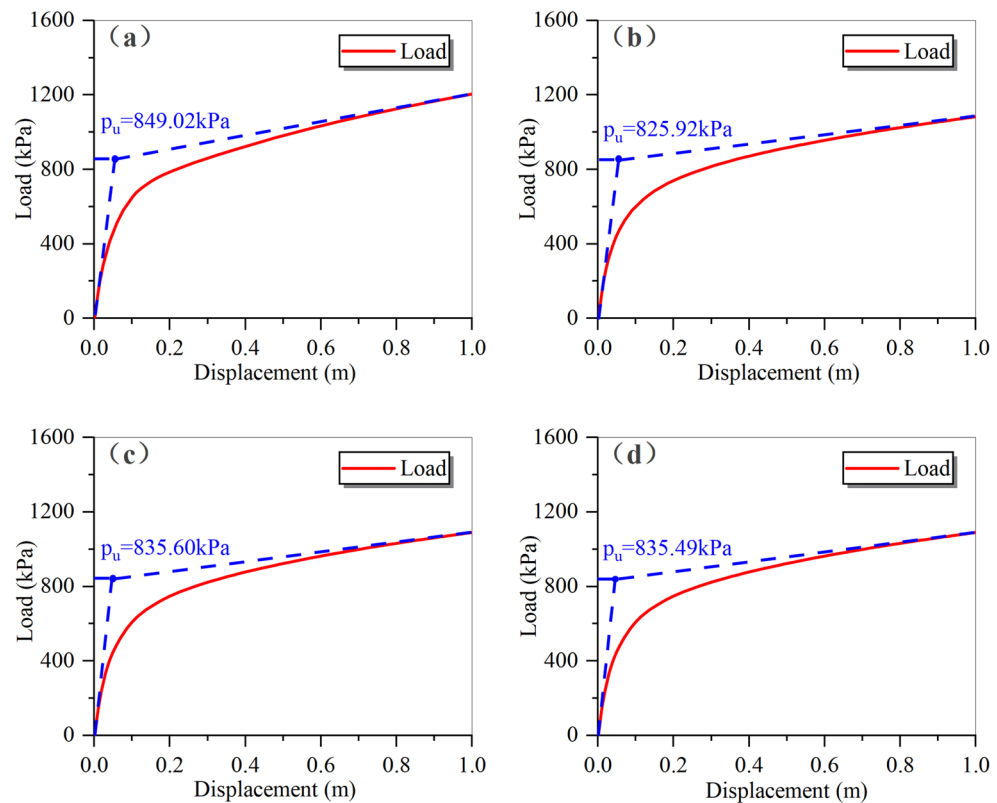 (a)
Load
p_u=849.02kPa
Load (kPa)
1600
1200
800
400
0
0.0 0.2 0.4 0.6 0.8 1.0
Displacement (m)
(b)
Load
p_u=825.92kPa
Load (kPa)
1600
1200
800
400
0
0.0 0.2 0.4 0.6 0.8 1.0
Displacement (m)
(c)
Load
p_u=835.60kPa
Load (kPa)
1600
1200
800
400
0
0.0 0.2 0.4 0.6 0.8 1.0
Displacement (m)
(d)
Load
p_u=835.49kPa
Load (kPa)
1600
1200
800
400
0
0.0 0.2 0.4 0.6 0.8 1.0
Displacement (m)